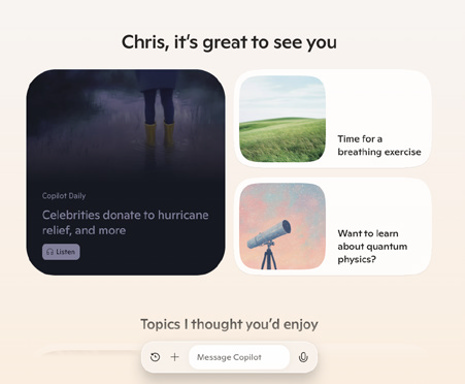 Chris, it's great to see you
Copilot Daily
Celebrities donate to hurricane
relief, and more
Listen
Time for a
breathing exercise
Want to learn
about quantum
physics?
Topics I thought you'd enjoy
Message Copilot